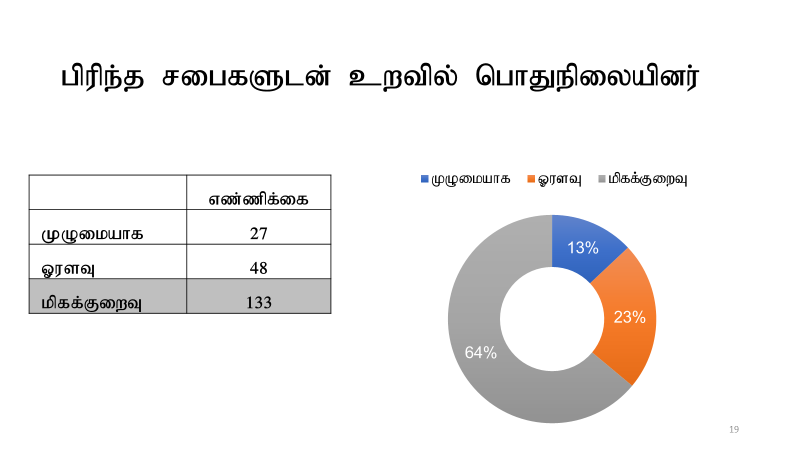 பிரிந்த சபைகளுடன் உறவில் பொதுநிலையினர்
எண்ணிக்கை
முழுமையாக 27
ஓரளவு 48
மிகக்குறைவு 133
முழுமையாக ஓரளவு மிகக்குறைவு
13%
23%
64%
19